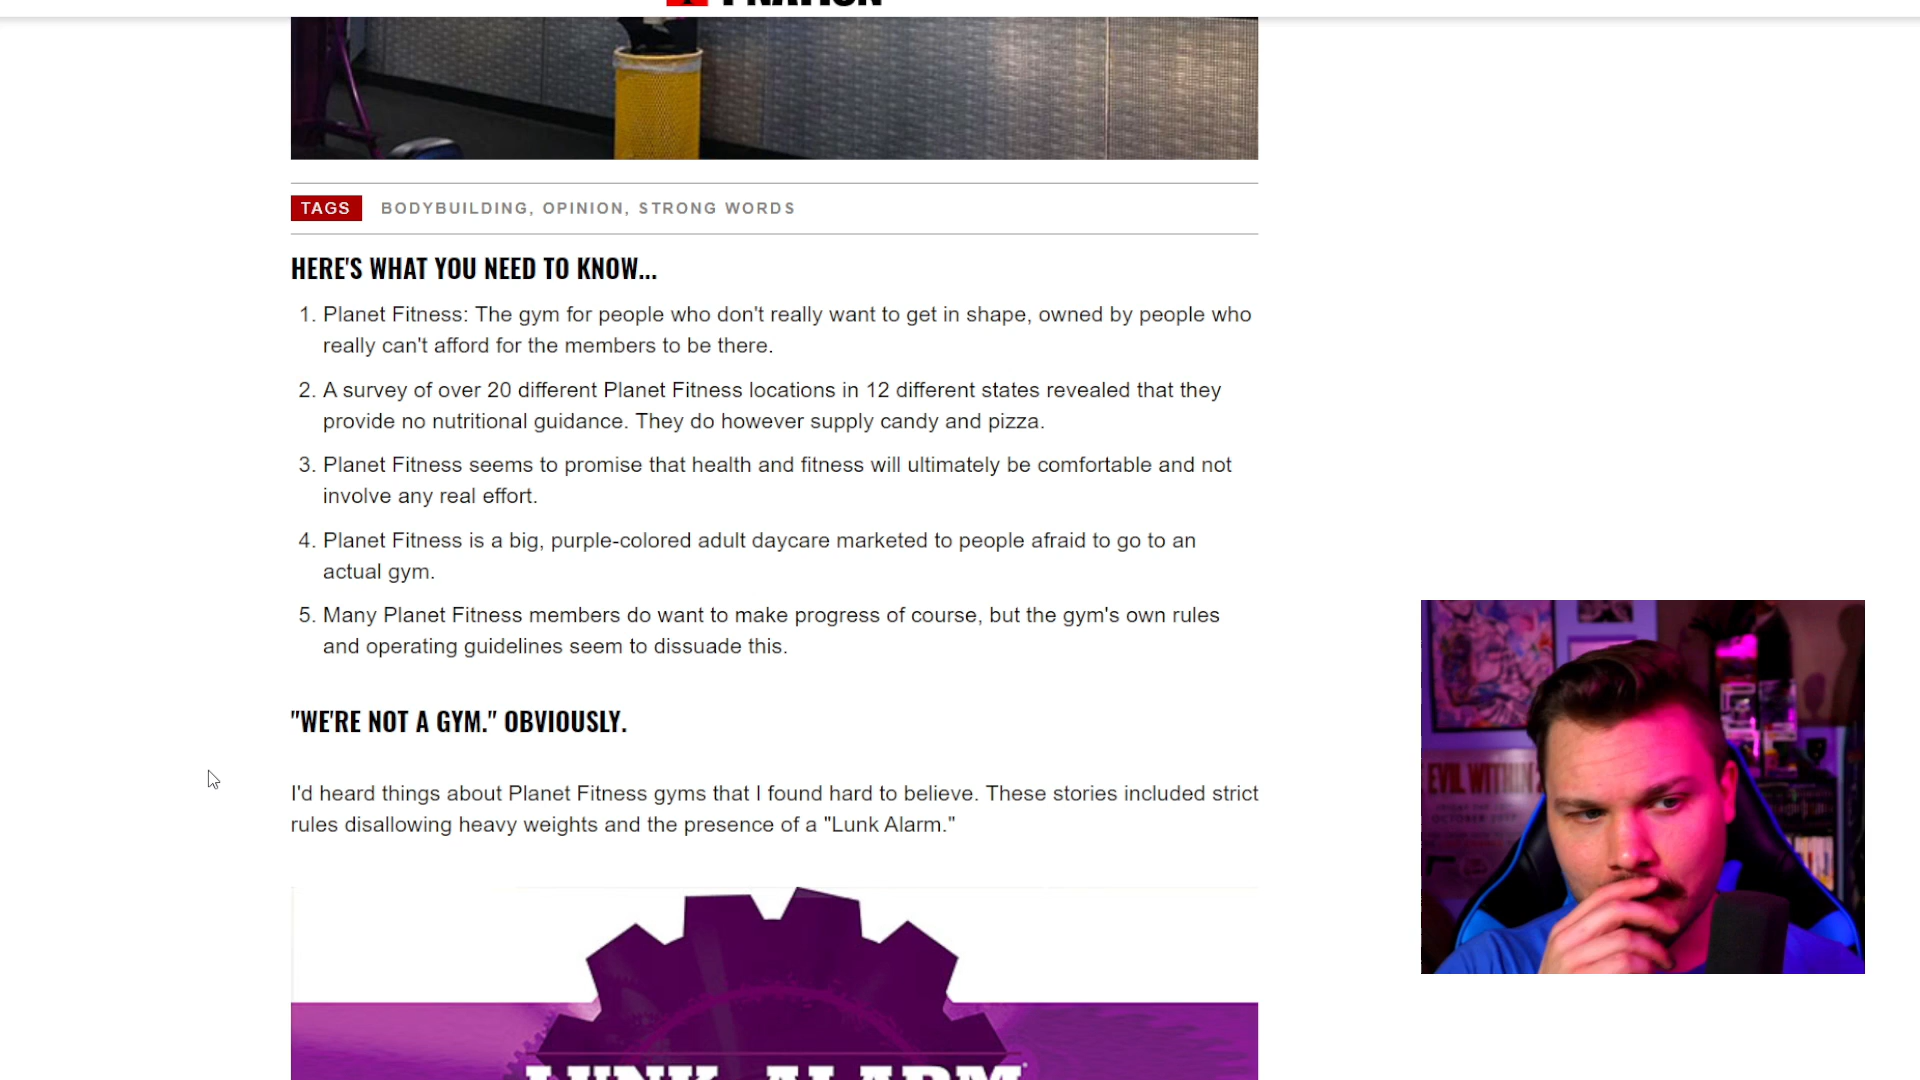 T NATION
TAGS BODYBUILDING, OPINION, STRONG WORDS
HERE'S WHAT YOU NEED TO KNOW...
1. Planet Fitness: The gym for people who don't really want to get in shape, owned by people who
really can't afford for the members to be there.
2. A survey of over 20 different Planet Fitness locations in 12 different states revealed that they
provide no nutritional guidance. They do however supply candy and pizza.
3. Planet Fitness seems to promise that health and fitness will ultimately be comfortable and not
involve any real effort.
4. Planet Fitness is a big, purple-colored adult daycare marketed to people afraid to go to an
actual gym.
5. Many Planet Fitness members do want to make progress of course, but the gym's own rules
and operating guidelines seem to dissuade this.
"WE'RE NOT A GYM." OBVIOUSLY.
I'd heard things about Planet Fitness gyms that I found hard to believe. These stories included strict
rules disallowing heavy weights and the presence of a "Lunk Alarm."
EVIL WITHIN
OCTOBER
LUNK ALARM